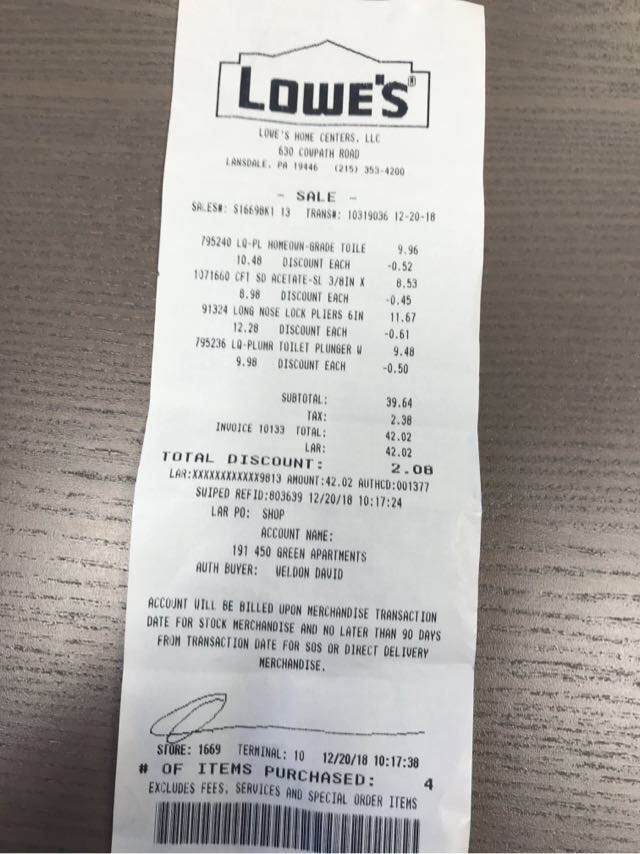 LOWE'S®
LOWE'S HOME CENTERS, LLC
630 COWPATH ROAD
LANSDALE, PA 19446 (215) 353-4200
- SALE -
SALES#: S1669BK1 13 TRANS#: 10319036 12-20-18
795240 LQ-PL HOMEOWN-GRADE TOILE 9.96
10.48 DISCOUNT EACH -0.52
1071660 CFT SD ACETATE-SL 3/8IN X 8.53
8.98 DISCOUNT EACH -0.45
91324 LONG NOSE LOCK PLIERS 6IN 11.67
12.28 DISCOUNT EACH -0.61
795236 LQ-PLUMR TOILET PLUNGER W 9.48
9.98 DISCOUNT EACH -0.50
SUBTOTAL: 39.64
TAX: 2.38
INVOICE 10133 TOTAL: 42.02
LAR: 42.02
TOTAL DISCOUNT: 2.08
LAR:XXXXXXXXXXXX9813 AMOUNT:42.02 AUTHCD:001377
SWIPED REFID:803639 12/20/18 10:17:24
LAR PO: SHOP
ACCOUNT NAME:
191 450 GREEN APARTMENTS
AUTH BUYER: WELDON DAVID
ACCOUNT WILL BE BILLED UPON MERCHANDISE TRANSACTION
DATE FOR STOCK MERCHANDISE AND NO LATER THAN 90 DAYS
FROM TRANSACTION DATE FOR SOS OR DIRECT DELIVERY
MERCHANDISE.
STORE: 1669 TERMINAL: 10 12/20/18 10:17:38
# OF ITEMS PURCHASED: 4
EXCLUDES FEES, SERVICES AND SPECIAL ORDER ITEMS